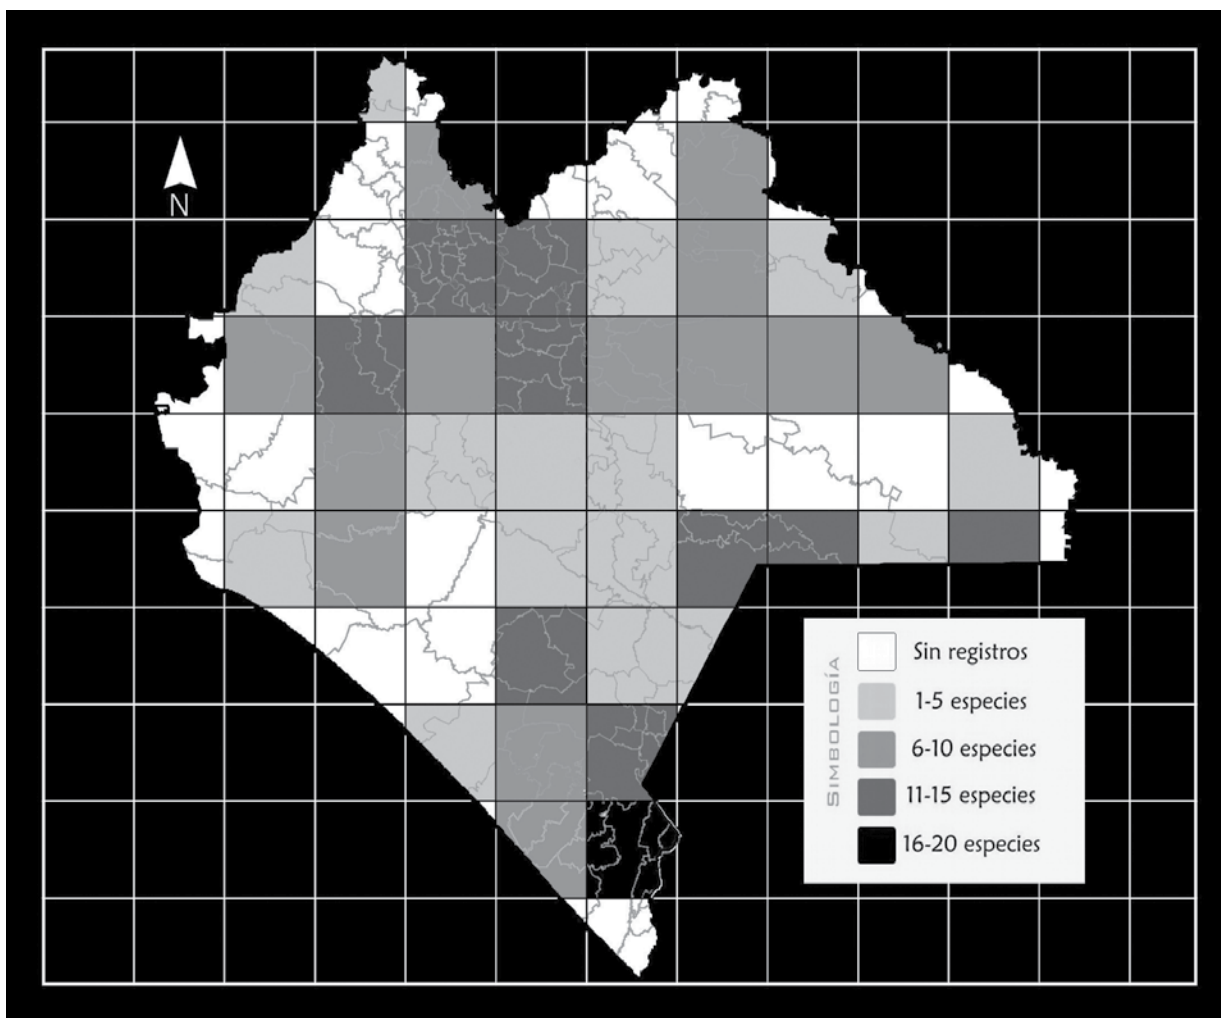 N
SIMBOLOGÍA
Sin registros
1-5 especies
6-10 especies
11-15 especies
16-20 especies